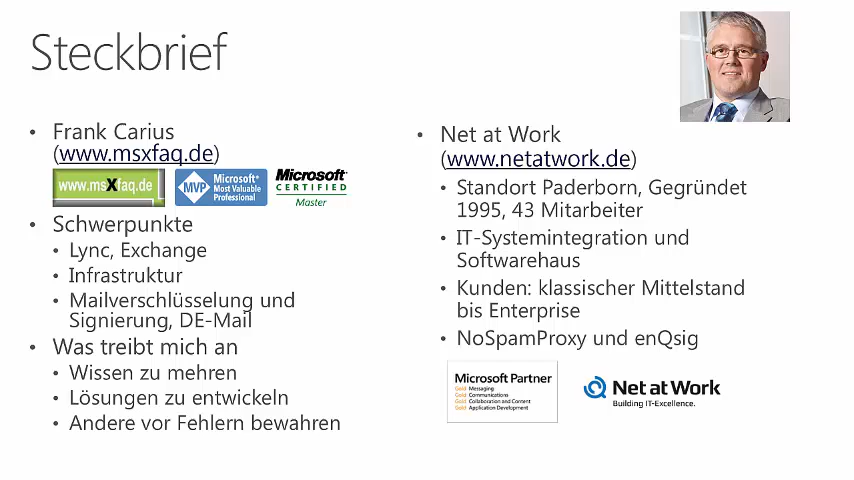 Steckbrief
• Frank Carius
(www.msxfaq.de)
www.msXfaq.de
MVP
Microsoft®
Most Valuable
Professional
Microsoft®
CERTIFIED
Master
• Schwerpunkte
• Lync, Exchange
• Infrastruktur
• Mailverschlüsselung und
Signierung, DE-Mail
• Was treibt mich an
• Wissen zu mehren
• Lösungen zu entwickeln
• Andere vor Fehlern bewahren
• Net at Work
(www.netatwork.de)
• Standort Paderborn, Gegründet
1995, 43 Mitarbeiter
• IT-Systemintegration und
Softwarehaus
• Kunden: klassischer Mittelstand
bis Enterprise
• NoSpamProxy und enQsig
Microsoft Partner
Gold Messaging
Gold Communications
Gold Collaboration and Content
Gold Application Development
Net at Work
Building IT-Excellence.